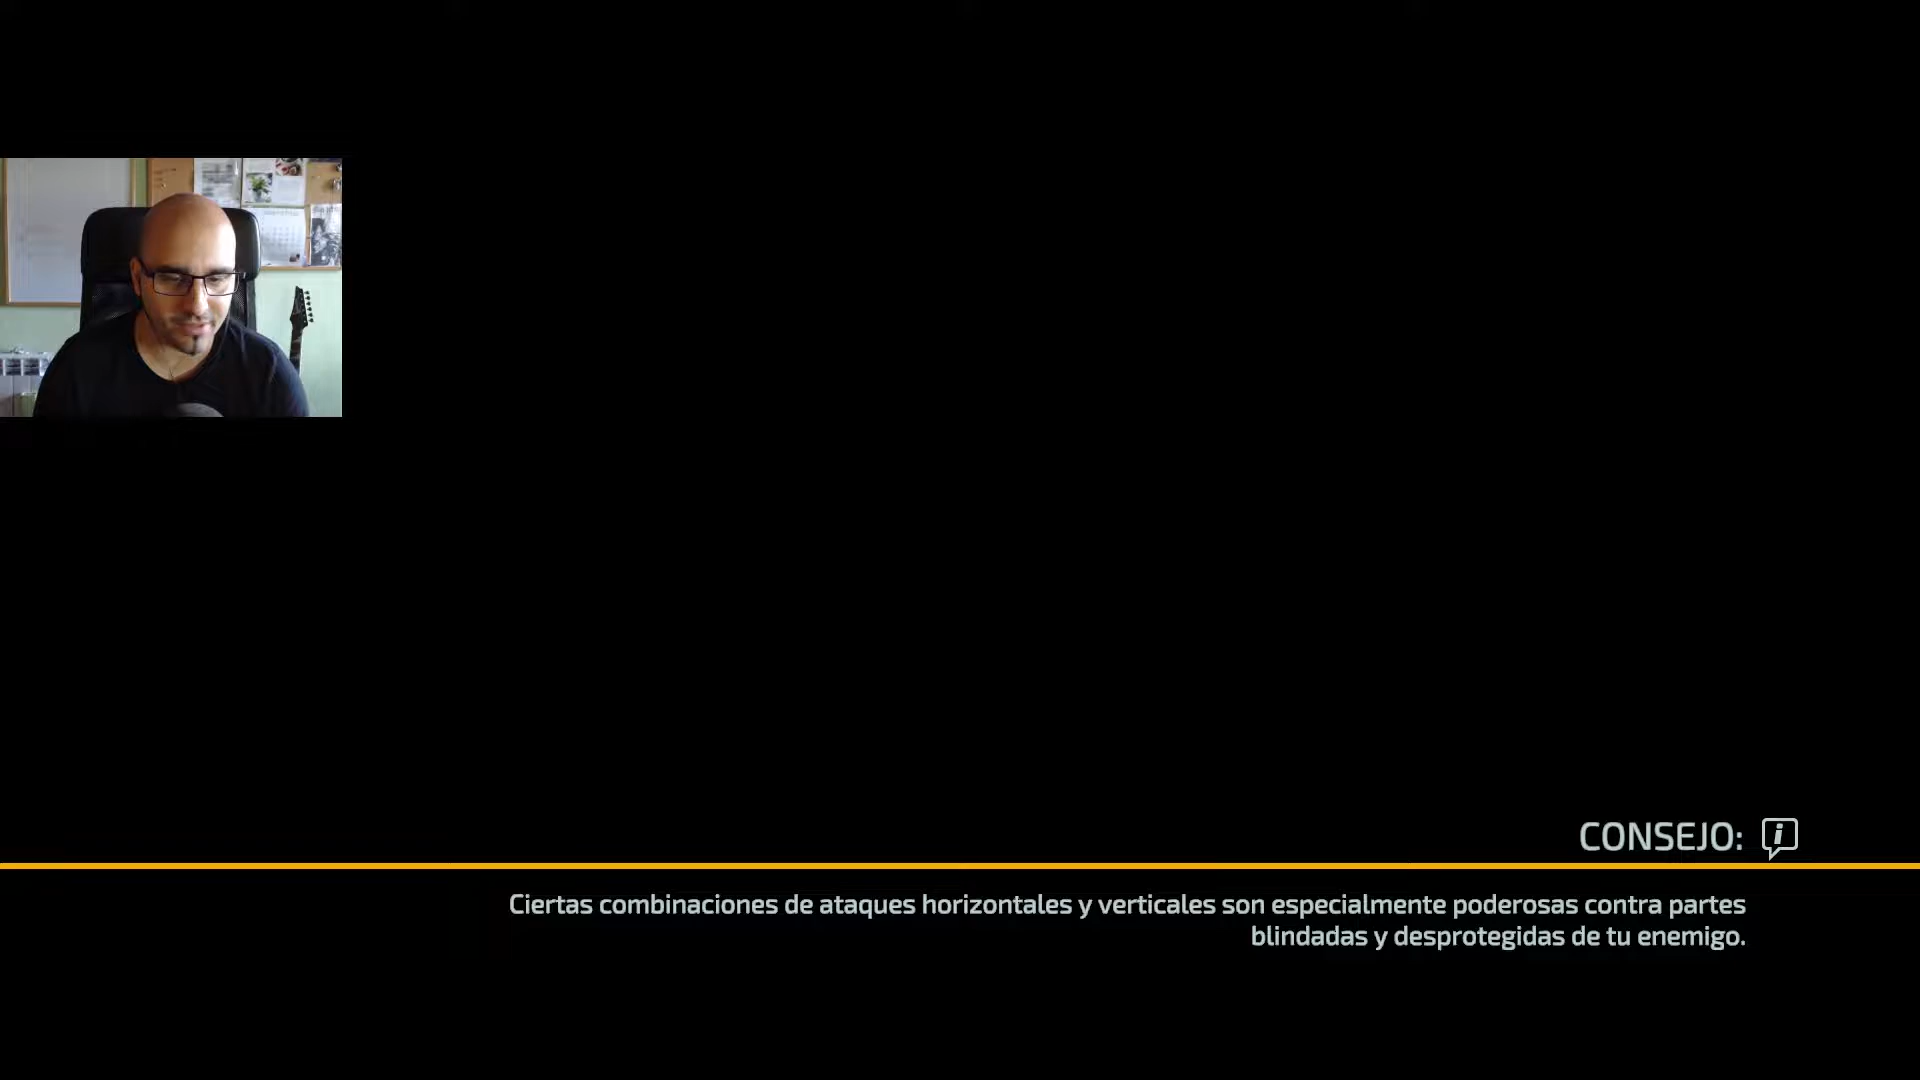 CONSEJO:
Ciertas combinaciones de ataques horizontales y verticales son especialmente poderosas contra partes
blindadas y desprotegidas de tu enemigo.